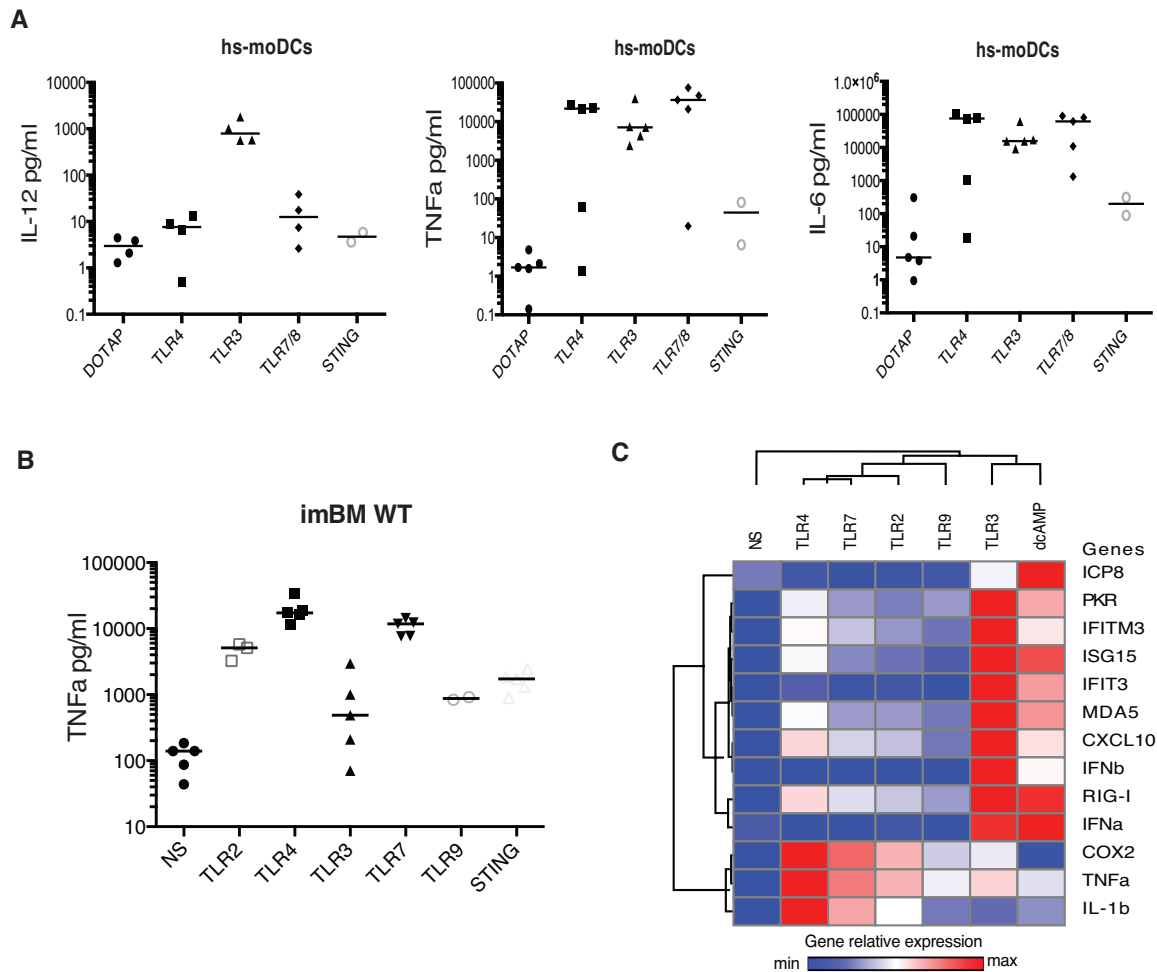 A
hs-moDCs
IL-12 pg/ml
10000
1000
100
10
1
0.1
DOTAP
TLR4
TLR3
TLR7/8
STING
hs-moDCs
TNFa pg/ml
100000
10000
1000
100
10
1
0.1
DOTAP
TLR4
TLR3
TLR7/8
STING
hs-moDCs
IL-6 pg/ml
1.0×10⁶
100000
10000
1000
100
10
1
0.1
DOTAP
TLR4
TLR3
TLR7/8
STING
B
imBM WT
TNFa pg/ml
100000
10000
1000
100
10
NS
TLR2
TLR4
TLR3
TLR7
TLR9
STING
C
NS
TLR4
TLR7
TLR2
TLR9
TLR3
dcAMP
Genes
ICP8
PKR
IFITM3
ISG15
IFIT3
MDA5
CXCL10
IFNb
RIG-I
IFNa
COX2
TNFa
IL-1b
Gene relative expression
min max